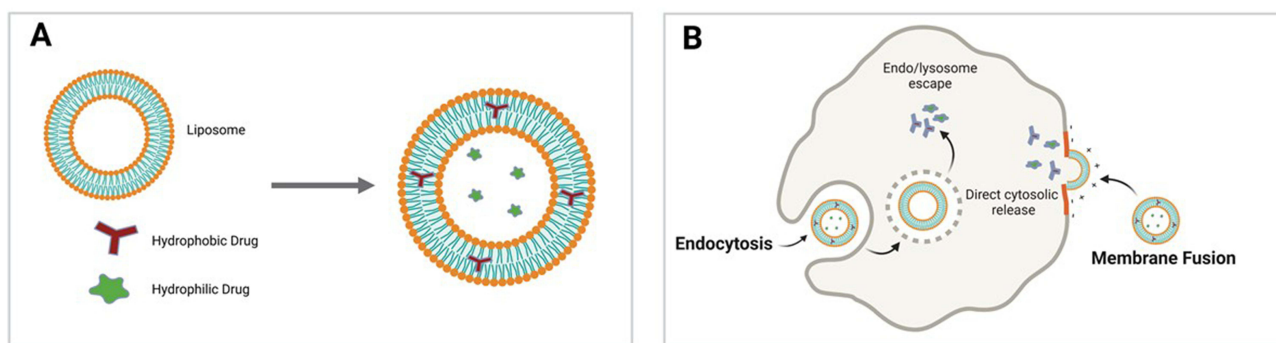 A
Liposome
Hydrophobic Drug
Hydrophilic Drug
B
Endo/lysosome
escape
Direct cytosolic
release
Endocytosis
Membrane Fusion